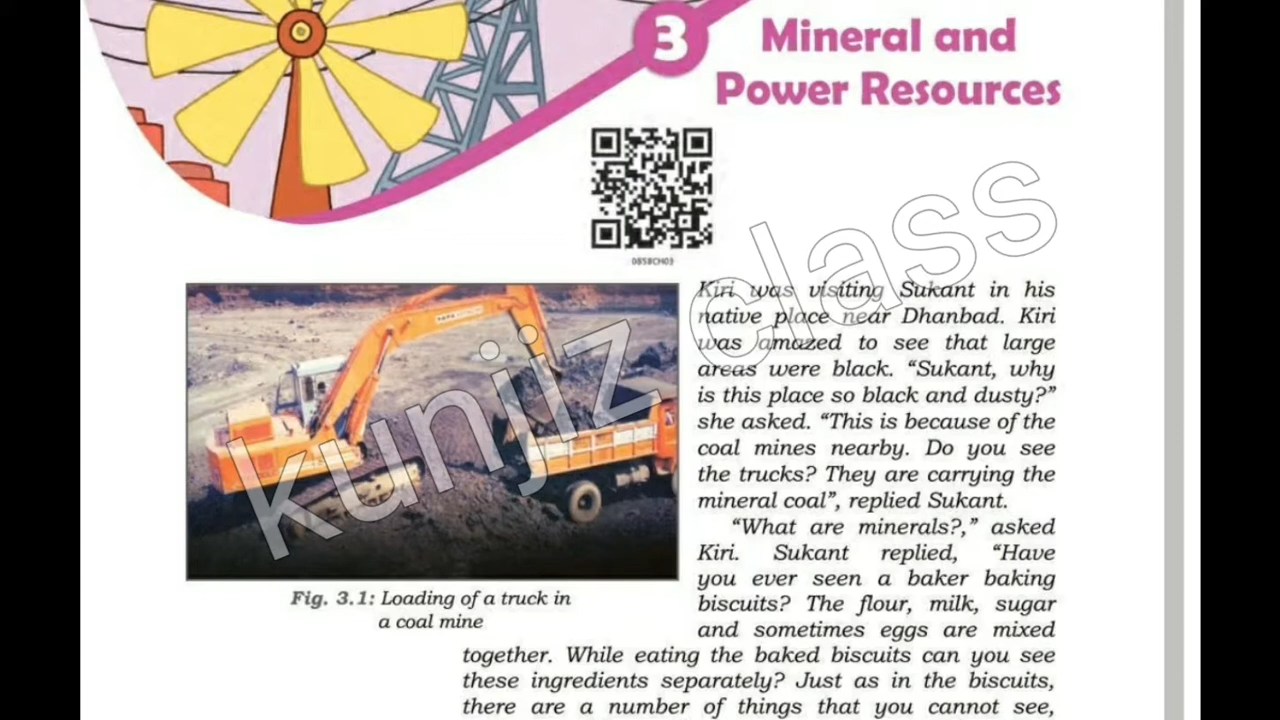 3
Mineral and
Power Resources
0858CH03
Kiri was visiting Sukant in his
native place near Dhanbad. Kiri
was amazed to see that large
areas were black. “Sukant, why
is this place so black and dusty?”
she asked. “This is because of the
coal mines nearby. Do you see
the trucks? They are carrying the
mineral coal”, replied Sukant.
“What are minerals?,” asked
Kiri. Sukant replied, “Have
you ever seen a baker baking
biscuits? The flour, milk, sugar
and sometimes eggs are mixed
together. While eating the baked biscuits can you see
these ingredients separately? Just as in the biscuits,
there are a number of things that you cannot see,
Fig. 3.1: Loading of a truck in
a coal mine
kunjiz class